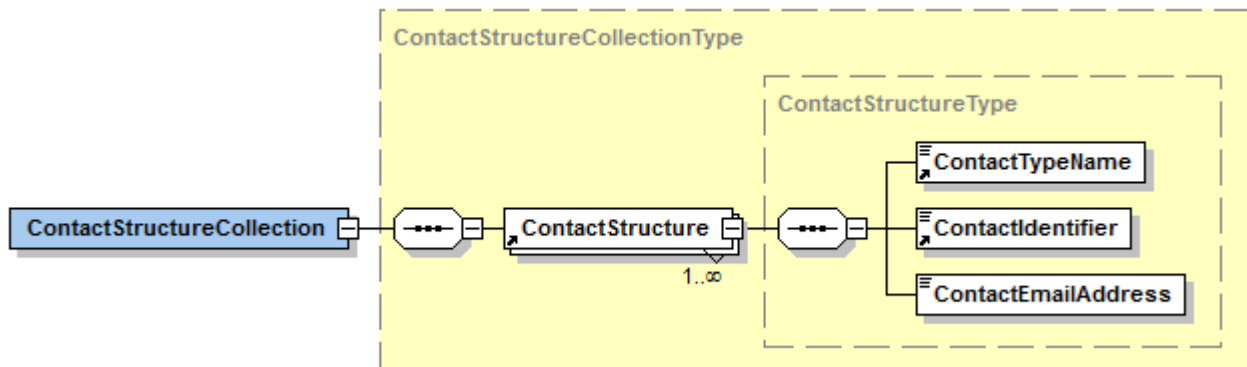 ContactStructureCollectionType
ContactStructureType
ContactTypeName
ContactStructureCollection
ContactStructure
1..∞
ContactIdentifier
ContactEmailAddress